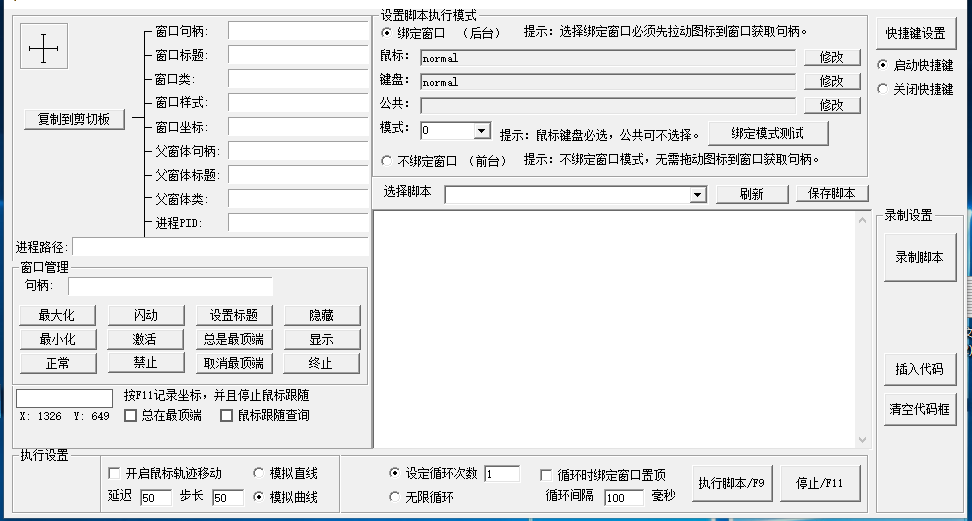 窗口句柄:
窗口标题:
窗口类:
窗口样式:
复制到剪切板
窗口坐标:
父窗体句柄:
父窗体标题:
父窗体类:
进程PID:
进程路径:
窗口管理
句柄:
最大化 闪动 设置标题 隐藏
最小化 激活 总是最顶端 显示
正常 禁止 取消最顶端 终止
按F11记录坐标，并且停止鼠标跟随
X: 1326 Y: 649 总在最顶端 鼠标跟随查询
设置脚本执行模式
绑定窗口 （后台） 提示：选择绑定窗口必须先拉动图标到窗口获取句柄。
鼠标： normal 修改
键盘： normal 修改
公共： 修改
模式： 0 提示：鼠标键盘必选，公共可不选择。 绑定模式测试
不绑定窗口 （前台） 提示：不绑定窗口模式，无需拖动图标到窗口获取句柄。
选择脚本 刷新 保存脚本
快捷键设置
启动快捷键
关闭快捷键
录制设置
录制脚本
插入代码
清空代码框
执行设置
开启鼠标轨迹移动 模拟直线
延迟 50 步长 50 模拟曲线
设定循环次数 1 循环时绑定窗口置顶
无限循环 循环间隔 100 毫秒
执行脚本/F9 停止/F11